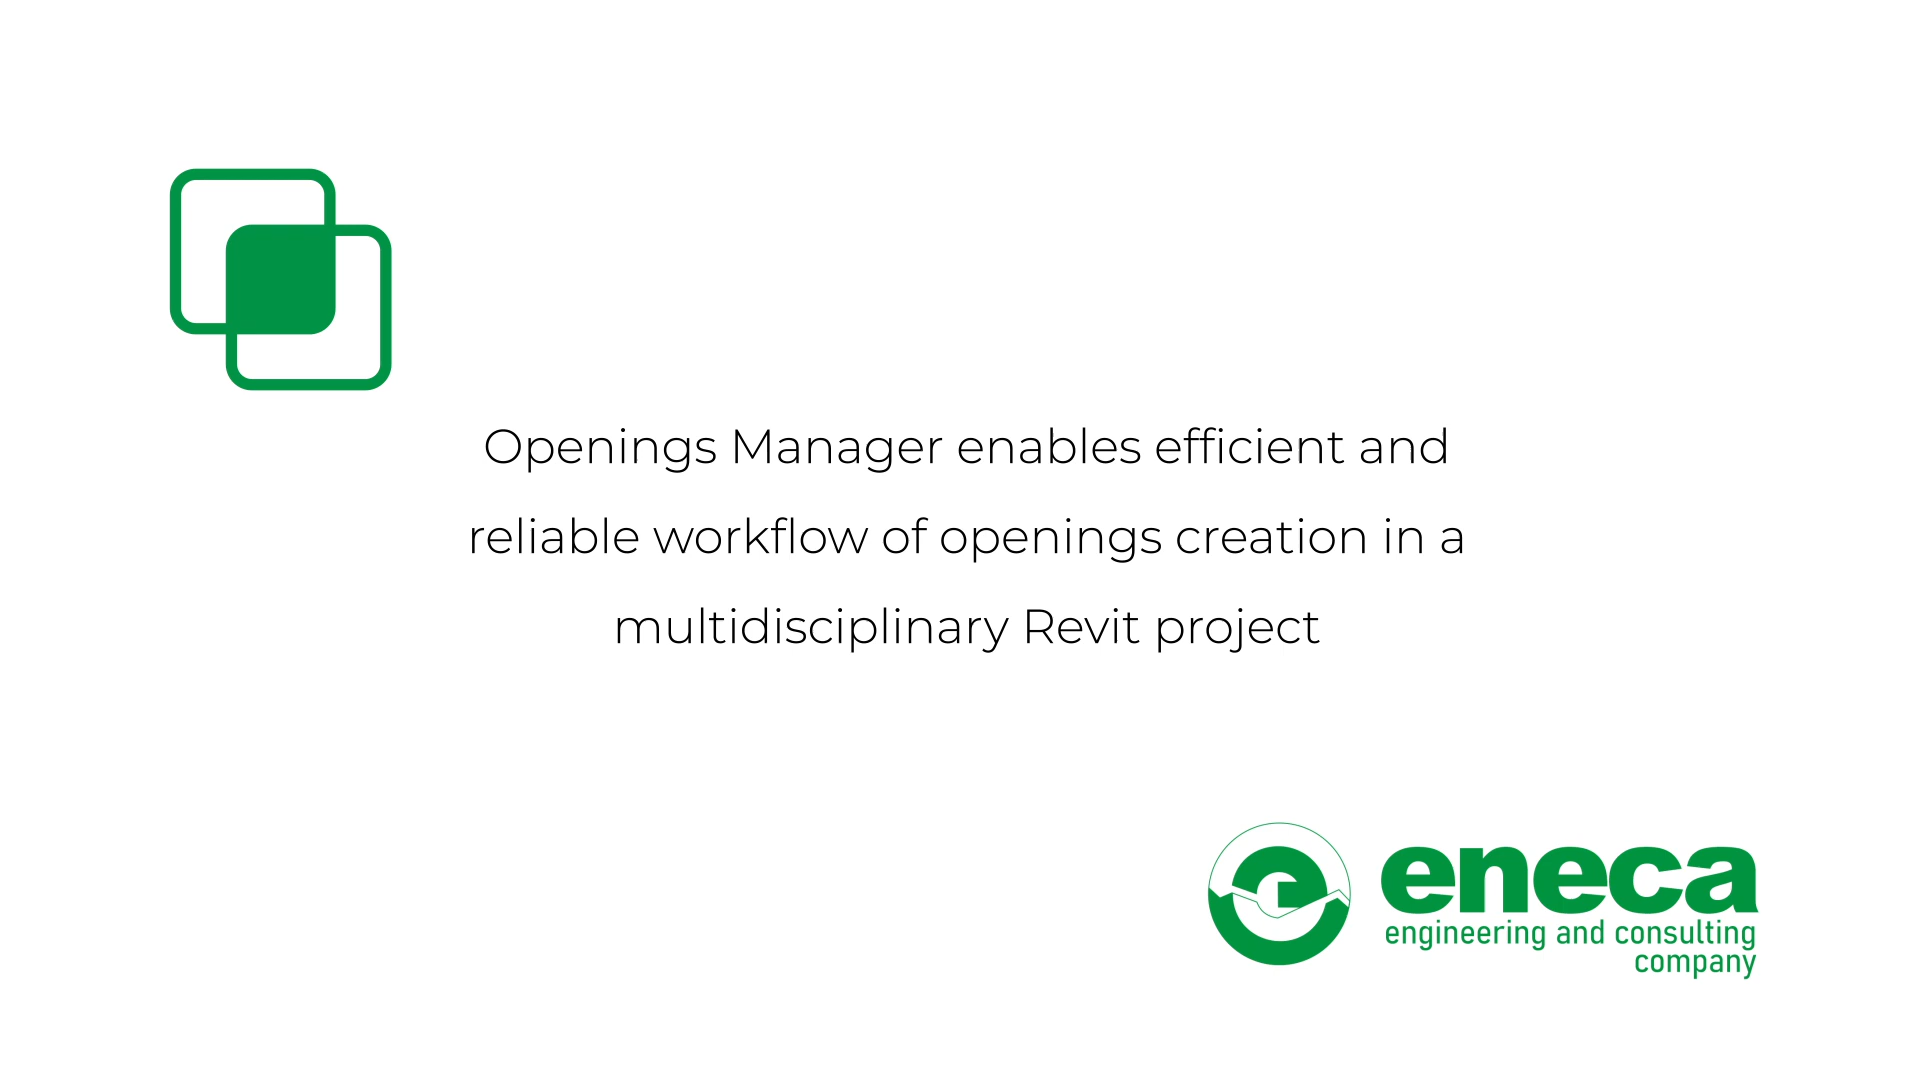 Openings Manager enables efficient and
reliable workflow of openings creation in a
multidisciplinary Revit project
eneca
engineering and consulting
company